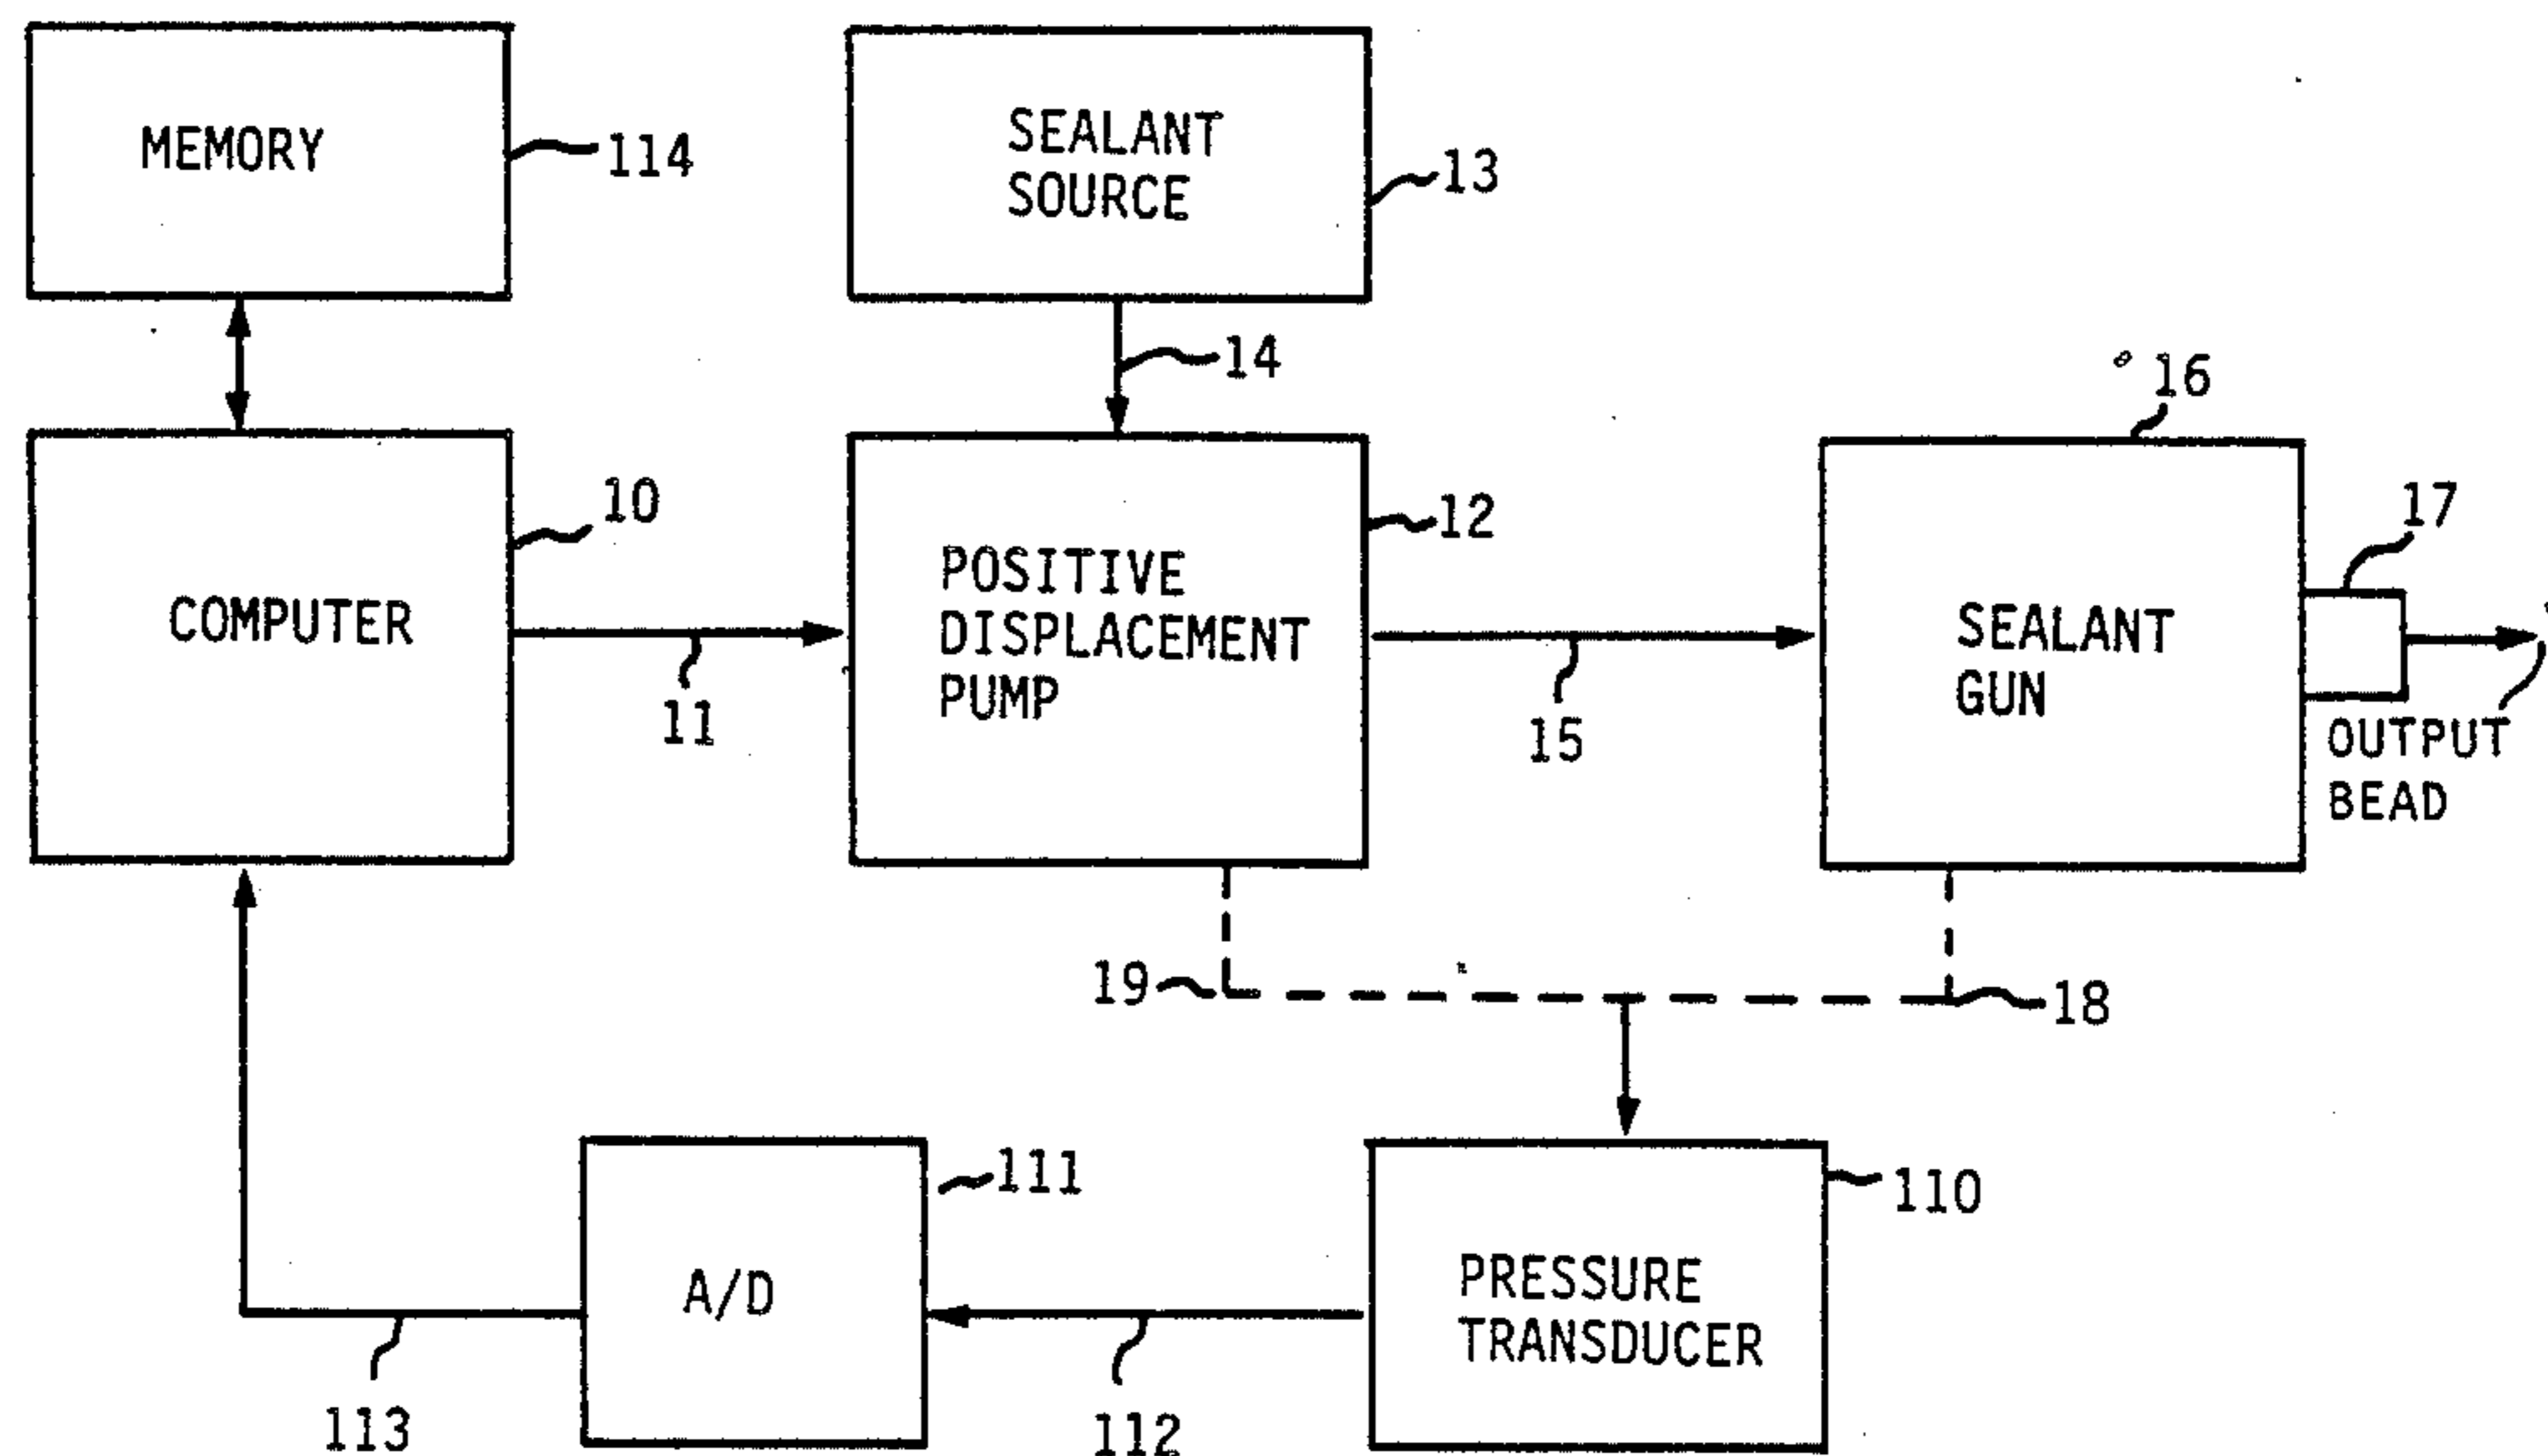 MEMORY
114
SEALANT
SOURCE
13
14
16
10
12
17
COMPUTER
POSITIVE
DISPLACEMENT
PUMP
SEALANT
GUN
11
15
OUTPUT
BEAD
19
18
111
110
A/D
PRESSURE
TRANSDUCER
113
112